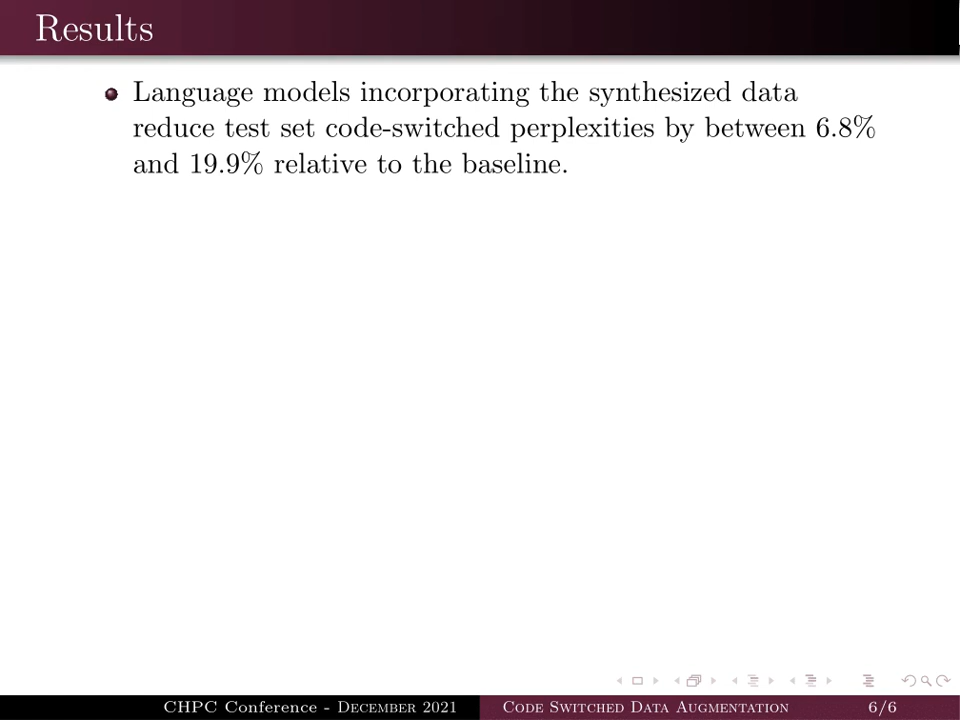 Results
Language models incorporating the synthesized data
reduce test set code-switched perplexities by between 6.8%
and 19.9% relative to the baseline.
CHPC Conference - December 2021
Code Switched Data Augmentation
6/6